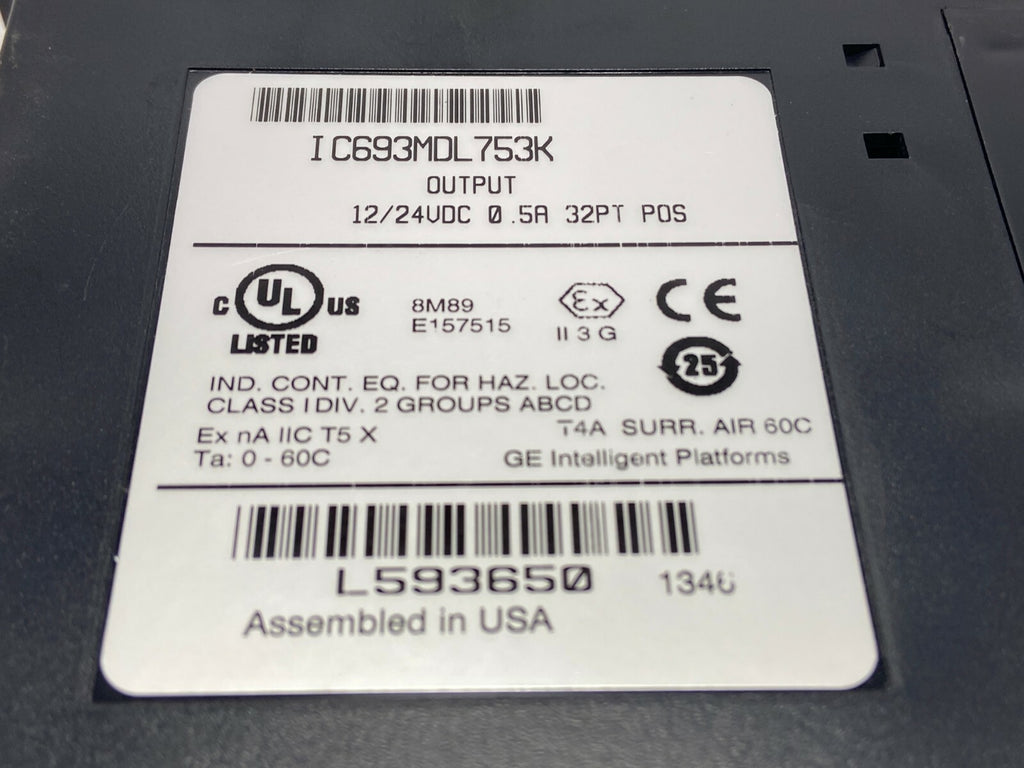 IC693MDL753K
OUTPUT
12/24VDC 0.5A 32PT POS
C UL US
LISTED
8M89
E157515
Ex
II 3 G
CE
25
IND. CONT. EQ. FOR HAZ. LOC.
CLASS I DIV. 2 GROUPS ABCD
Ex nA IIC T5 X
T4A SURR. AIR 60C
Ta: 0 - 60C
GE Intelligent Platforms
L593650
Assembled in USA